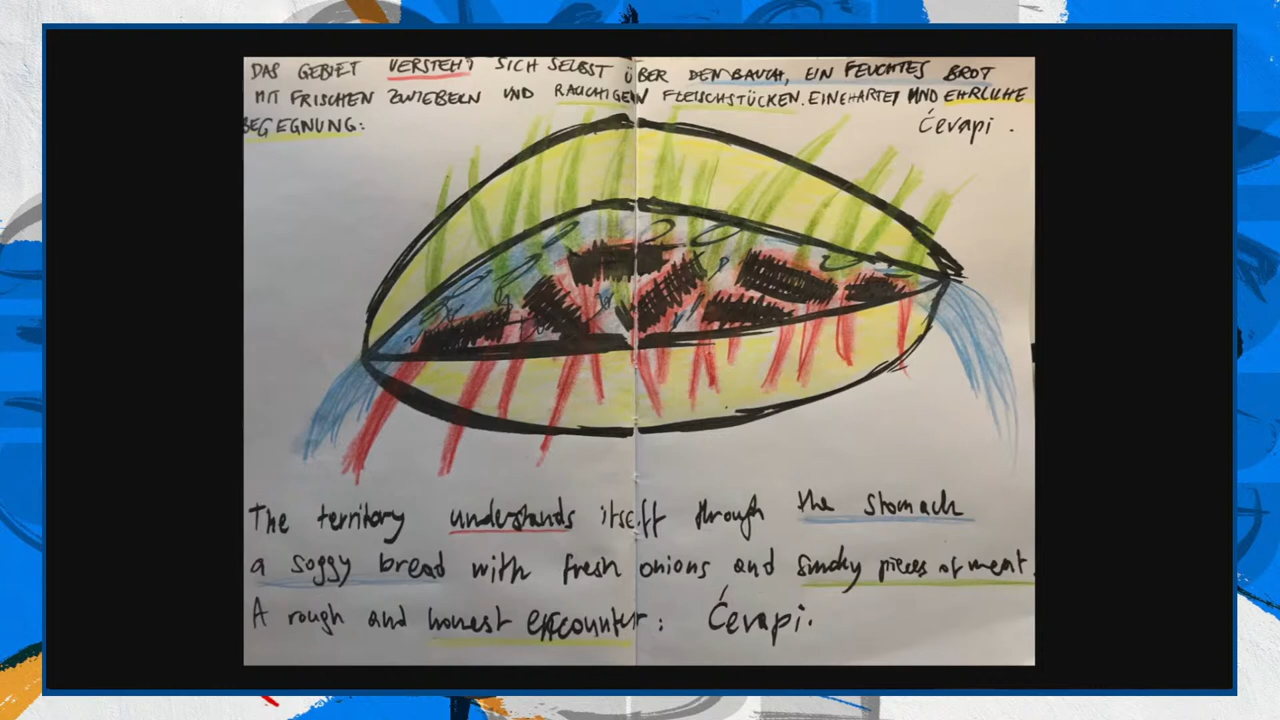 DAS GEBIET VERSTEHT SICH SELBST ÜBER DEN BAUCH, EIN FEUCHTES BROT
MIT FRISCHEN ZWIEBELN UND RAUCHIGEN FLEISCHSTÜCKEN. EINE HARTE UND EHRLICHE
BEGEGNUNG: Ćevapi.
The territory understands itself through the stomach
a soggy bread with fresh onions and smoky pieces of meat.
A rough and honest encounter: Ćevapi.